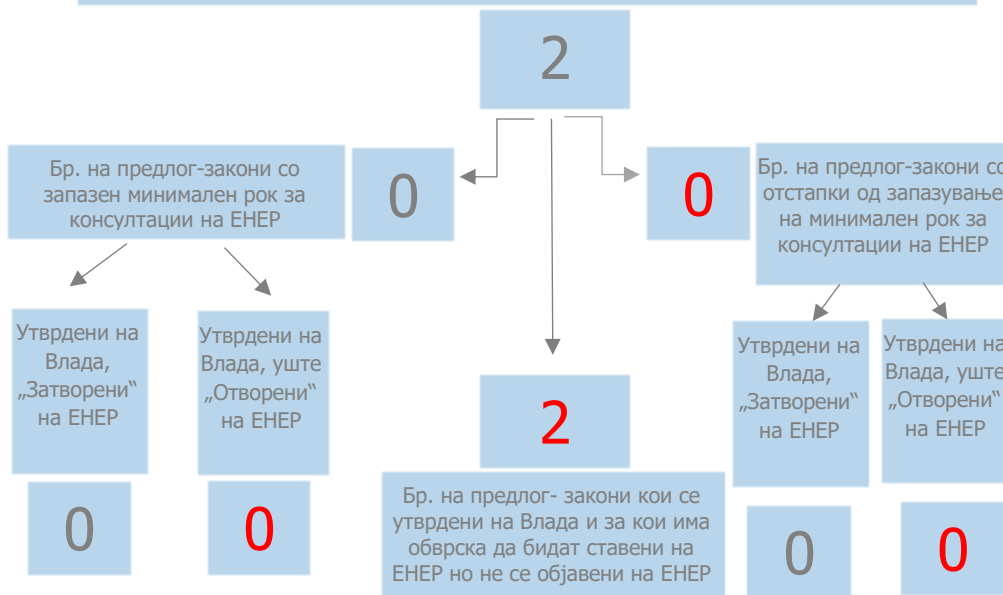 2
Бр. на предлог-закони со
запазен минимален рок за
консултации на ЕНЕР
0
0
Бр. на предлог-закони со
отстапки од запазување
на минимален рок за
консултации на ЕНЕР
Утврдени на
Влада,
„Затворени“
на ЕНЕР
Утврдени на
Влада, уште
„Отворени“
на ЕНЕР
2
Утврдени на
Влада,
„Затворени“
на ЕНЕР
Утврдени на
Влада, уште
„Отворени“
на ЕНЕР
0
0
Бр. на предлог- закони кои се
утврдени на Влада и за кои има
обврска да бидат ставени на
ЕНЕР но не се објавени на ЕНЕР
0
0